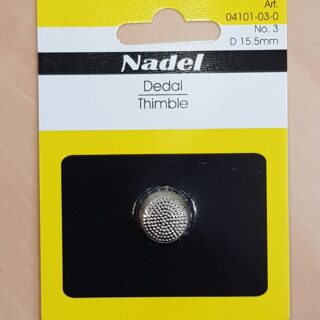 Art.
04101-03-0
No. 3
D 15.5mm
Nadel
Dedal
Thimble